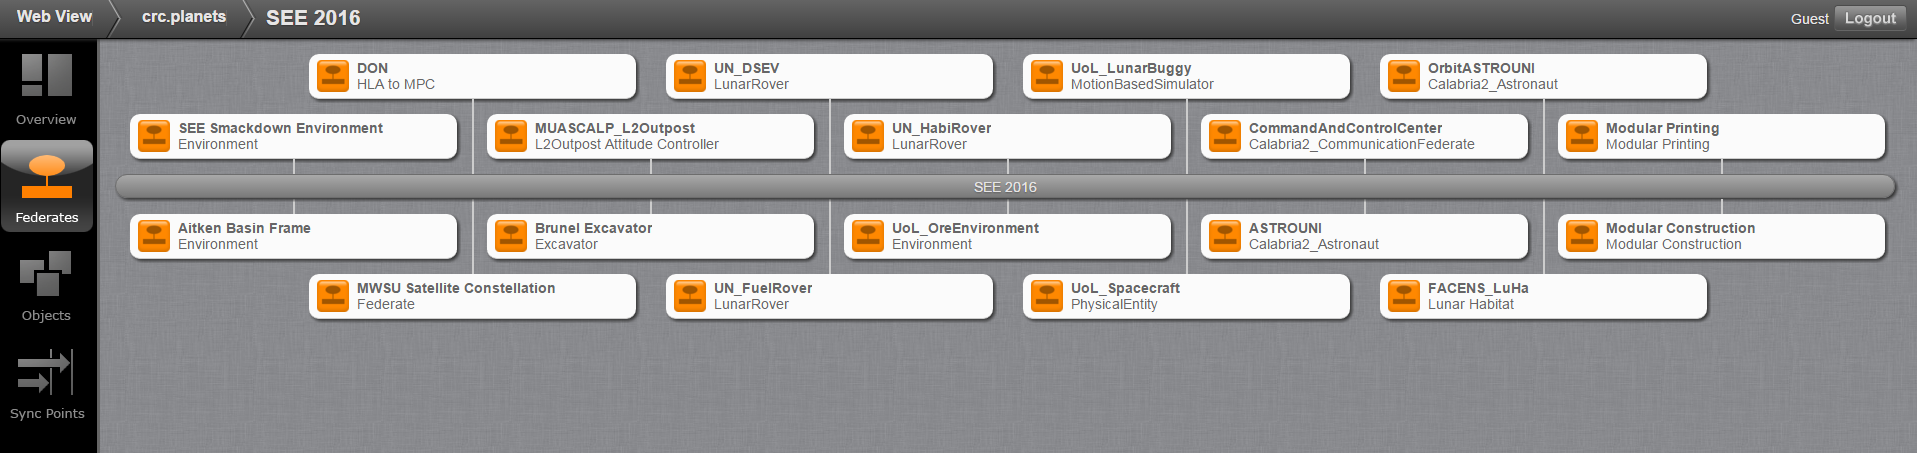 Web View
crc.planets
SEE 2016
Guest
Logout
Overview
Federates
Objects
Sync Points
DON
HLA to MPC
UN_DSEV
LunarRover
UoL_LunarBuggy
MotionBasedSimulator
OrbitASTROUNI
Calabria2_Astronaut
SEE Smackdown Environment
Environment
MUASCALP_L2Outpost
L2Outpost Attitude Controller
UN_HabiRover
LunarRover
CommandAndControlCenter
Calabria2_CommunicationFederate
Modular Printing
Modular Printing
SEE 2016
Aitken Basin Frame
Environment
Brunel Excavator
Excavator
UoL_OreEnvironment
Environment
ASTROUNI
Calabria2_Astronaut
Modular Construction
Modular Construction
MWSU Satellite Constellation
Federate
UN_FuelRover
LunarRover
UoL_Spacecraft
PhysicalEntity
FACENS_LuHa
Lunar Habitat